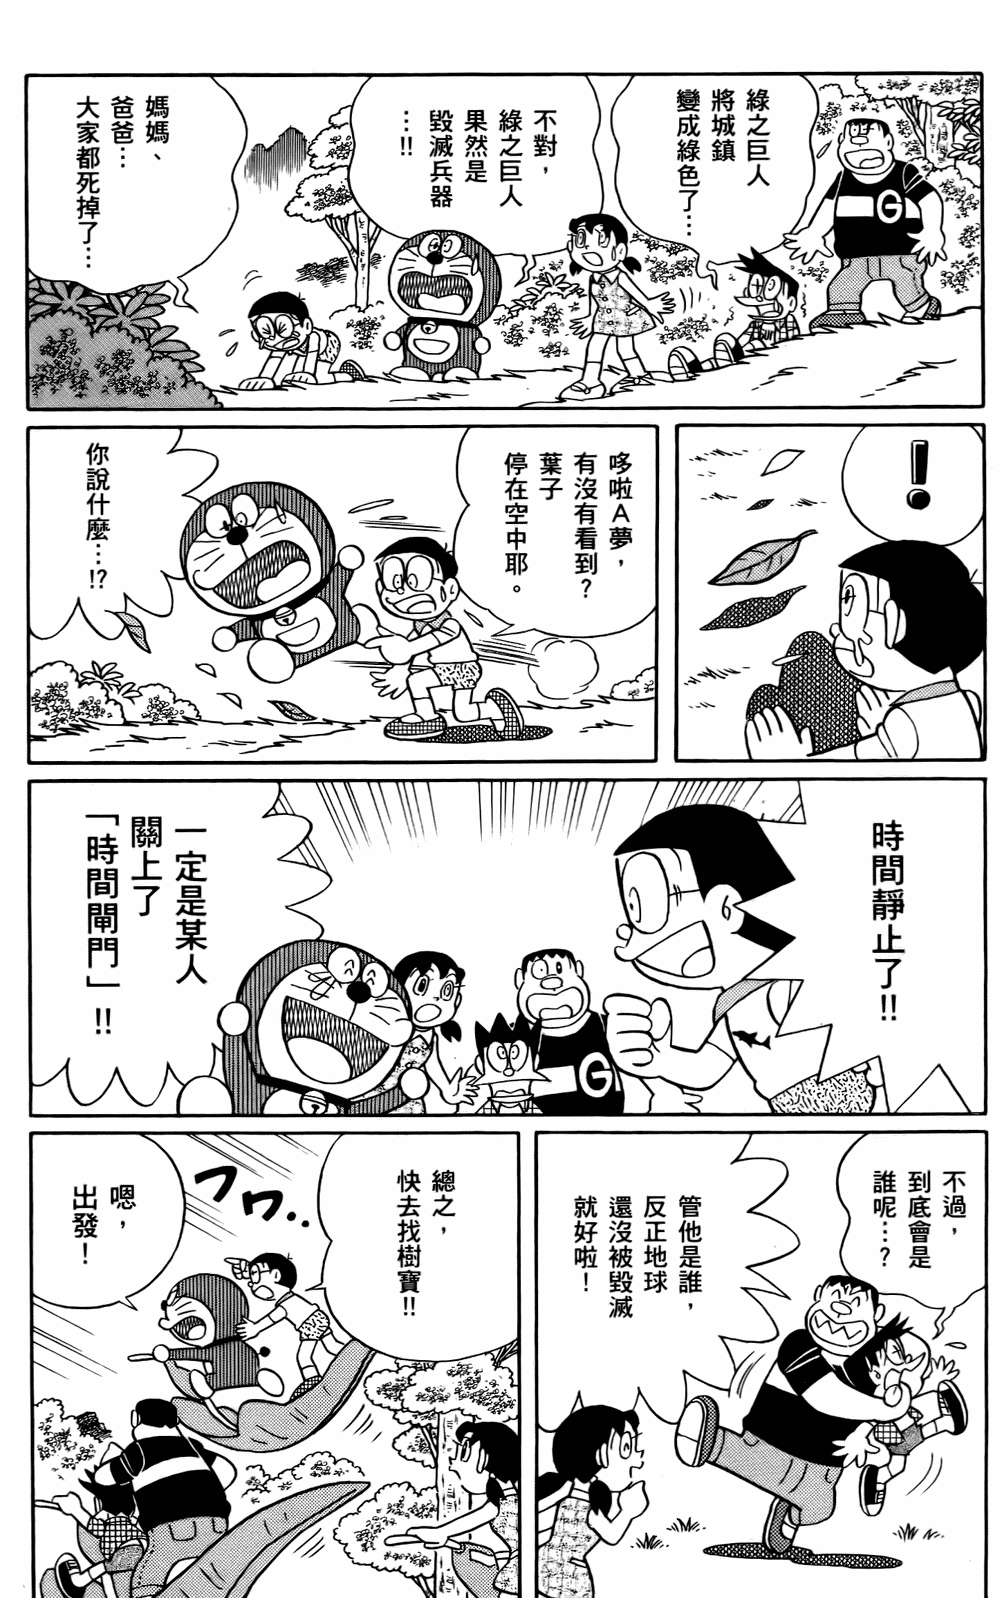 綠之巨人
將城鎮
變成綠色了…
不對，
綠之巨人
果然是
毀滅兵器
…!!
媽媽、
爸爸…
大家都死掉了…
G
！
哆啦A夢，
有沒有看到？
葉子
停在空中耶。
你說什麼…!?
時間靜止了!!
一定是某人
關上了
「時間閘門」!!
G
不過，
到底會是
誰呢…？
管他是誰，
反正地球
還沒被毀滅
就好啦！
總之，
快去找樹寶!!
フワ..
嗯，
出發！